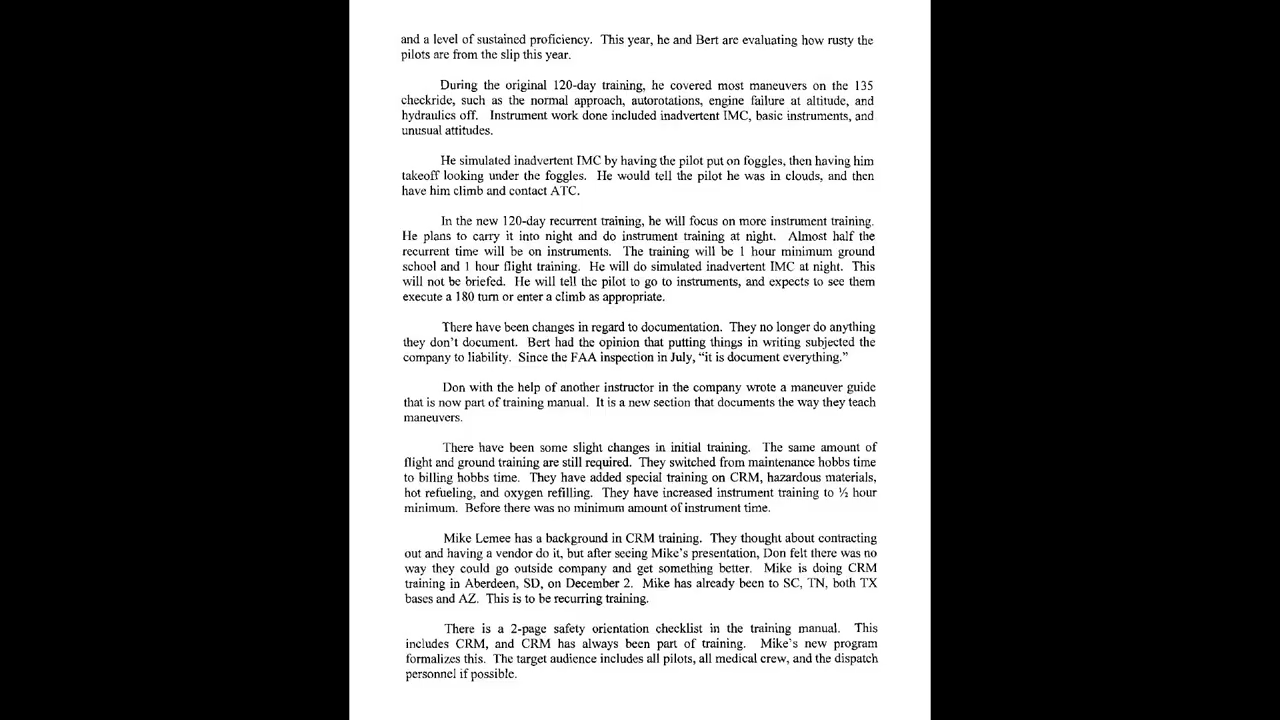 and a level of sustained proficiency. This year, he and Bert are evaluating how rusty the
pilots are from the slip this year.
During the original 120-day training, he covered most maneuvers on the 135
checkride, such as the normal approach, autorotations, engine failure at altitude, and
hydraulics off. Instrument work done included inadvertent IMC, basic instruments, and
unusual attitudes.
He simulated inadvertent IMC by having the pilot put on foggles, then having him
takeoff looking under the foggles. He would tell the pilot he was in clouds, and then
have him climb and contact ATC.
In the new 120-day recurrent training, he will focus on more instrument training.
He plans to carry it into night and do instrument training at night. Almost half the
recurrent time will be on instruments. The training will be 1 hour minimum ground
school and 1 hour flight training. He will do simulated inadvertent IMC at night. This
will not be briefed. He will tell the pilot to go to instruments, and expects to see them
execute a 180 turn or enter a climb as appropriate.
There have been changes in regard to documentation. They no longer do anything
they don't document. Bert had the opinion that putting things in writing subjected the
company to liability. Since the FAA inspection in July, "it is document everything."
Don with the help of another instructor in the company wrote a maneuver guide
that is now part of training manual. It is a new section that documents the way they teach
maneuvers.
There have been some slight changes in initial training. The same amount of
flight and ground training are still required. They switched from maintenance hobbs time
to billing hobbs time. They have added special training on CRM, hazardous materials,
hot refueling, and oxygen refilling. They have increased instrument training to ½ hour
minimum. Before there was no minimum amount of instrument time.
Mike Lemee has a background in CRM training. They thought about contracting
out and having a vendor do it, but after seeing Mike's presentation, Don felt there was no
way they could go outside company and get something better. Mike is doing CRM
training in Aberdeen, SD, on December 2. Mike has already been to SC, TN, both TX
bases and AZ. This is to be recurring training.
There is a 2-page safety orientation checklist in the training manual. This
includes CRM, and CRM has always been part of training. Mike's new program
formalizes this. The target audience includes all pilots, all medical crew, and the dispatch
personnel if possible.